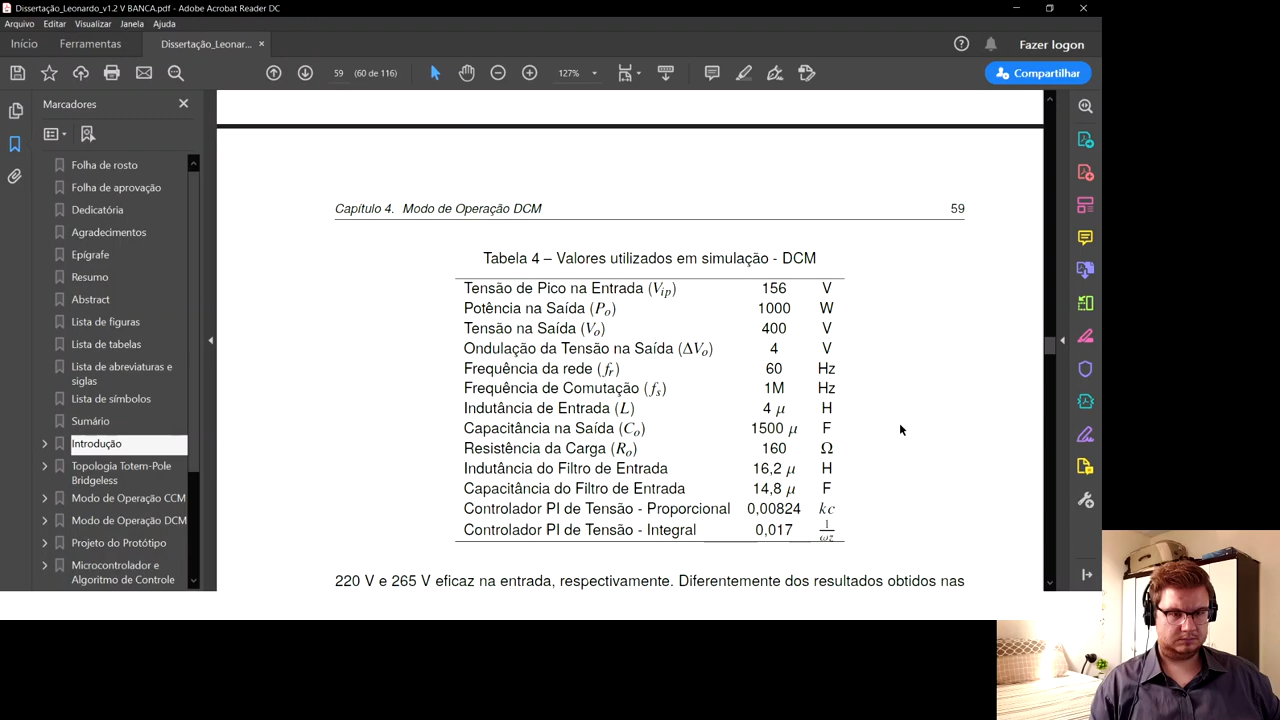 Dissertação_Leonardo_v1.2 V BANCA.pdf - Adobe Acrobat Reader DC
Arquivo Editar Visualizar Janela Ajuda
Início Ferramentas Dissertação_Leonar... × Fazer logon
59 (60 de 116) 127% Compartilhar
Marcadores
Folha de rosto
Folha de aprovação
Dedicatória
Agradecimentos
Epígrafe
Resumo
Abstract
Lista de figuras
Lista de tabelas
Lista de abreviaturas e
siglas
Lista de símbolos
Sumário
Introdução
Topologia Totem-Pole
Bridgeless
Modo de Operação CCM
Modo de Operação DCM
Projeto do Protótipo
Microcontrolador e
Algoritmo de Controle
Capítulo 4. Modo de Operação DCM 59
Tabela 4 – Valores utilizados em simulação - DCM
Tensão de Pico na Entrada (V_ip) 156 V
Potência na Saída (P_o) 1000 W
Tensão na Saída (V_o) 400 V
Ondulação da Tensão na Saída (ΔV_o) 4 V
Frequência da rede (f_r) 60 Hz
Frequência de Comutação (f_s) 1M Hz
Indutância de Entrada (L) 4 μ H
Capacitância na Saída (C_o) 1500 μ F
Resistência da Carga (R_o) 160 Ω
Indutância do Filtro de Entrada 16,2 μ H
Capacitância do Filtro de Entrada 14,8 μ F
Controlador PI de Tensão - Proporcional 0,00824 kc
Controlador PI de Tensão - Integral 0,017 1/ωz
220 V e 265 V eficaz na entrada, respectivamente. Diferentemente dos resultados obtidos nas